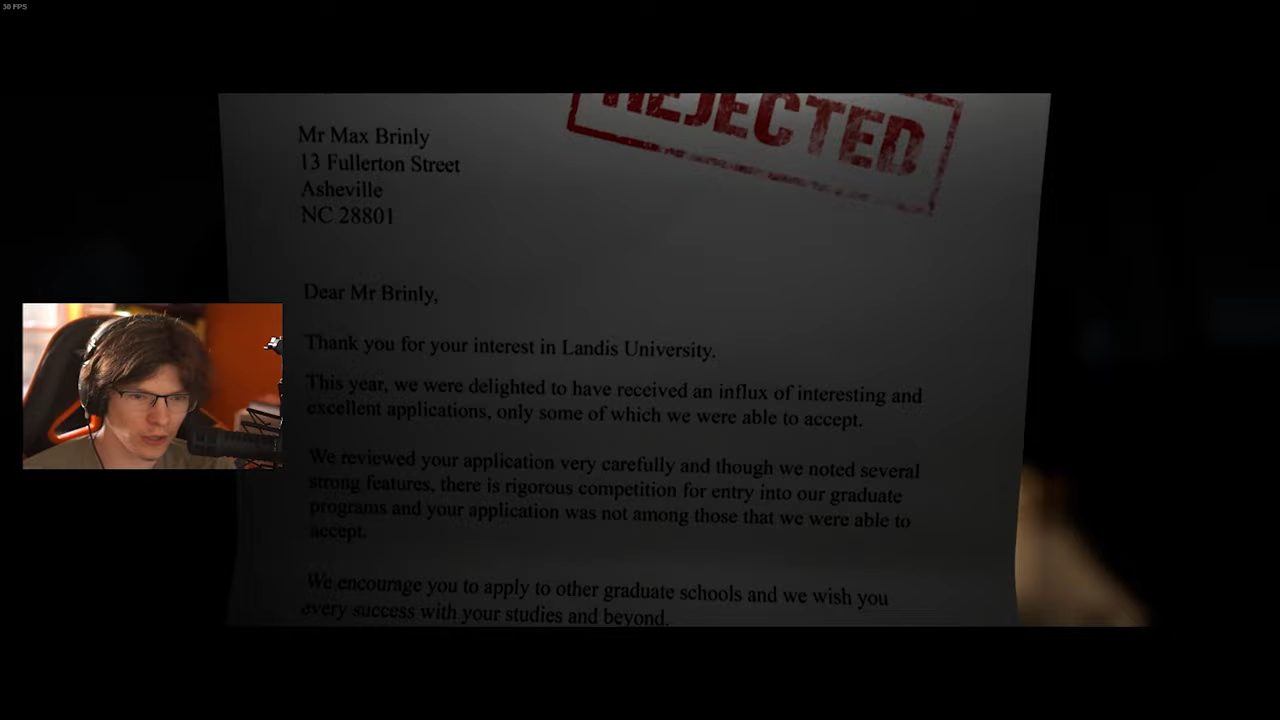 30 FPS
REJECTED
Mr Max Brinly
13 Fullerton Street
Asheville
NC 28801
Dear Mr Brinly,
Thank you for your interest in Landis University.
This year, we were delighted to have received an influx of interesting and
excellent applications, only some of which we were able to accept.
We reviewed your application very carefully and though we noted several
strong features, there is rigorous competition for entry into our graduate
programs and your application was not among those that we were able to
accept.
We encourage you to apply to other graduate schools and we wish you
every success with your studies and beyond.